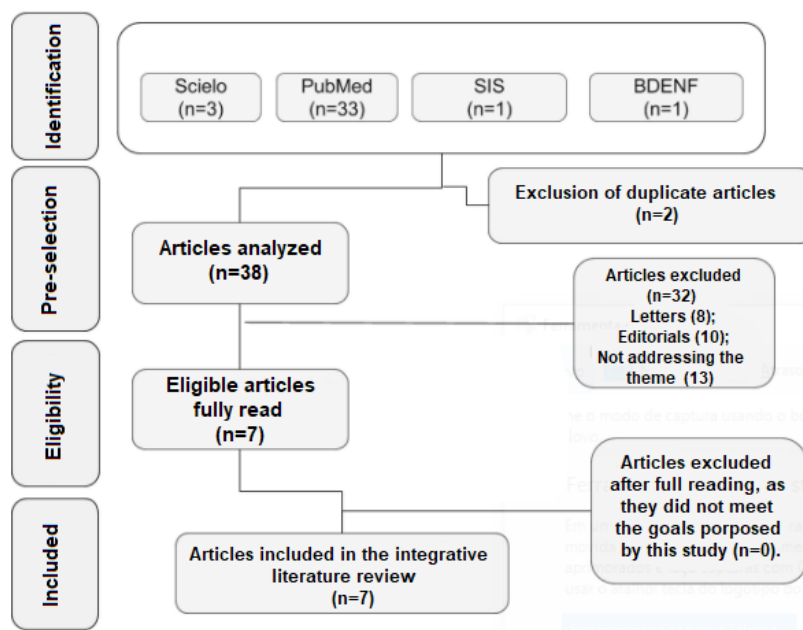 Identification
Scielo
(n=3)
PubMed
(n=33)
SIS
(n=1)
BDENF
(n=1)
Pre-selection
Exclusion of duplicate articles
(n=2)
Articles analyzed
(n=38)
Articles excluded
(n=32)
Letters (8);
Editorials (10);
Not addressing the
theme (13)
Eligibility
Eligible articles
fully read
(n=7)
Articles excluded
after full reading, as
they did not meet
the goals porposed
by this study (n=0).
Included
Articles included in the integrative
literature review
(n=7)